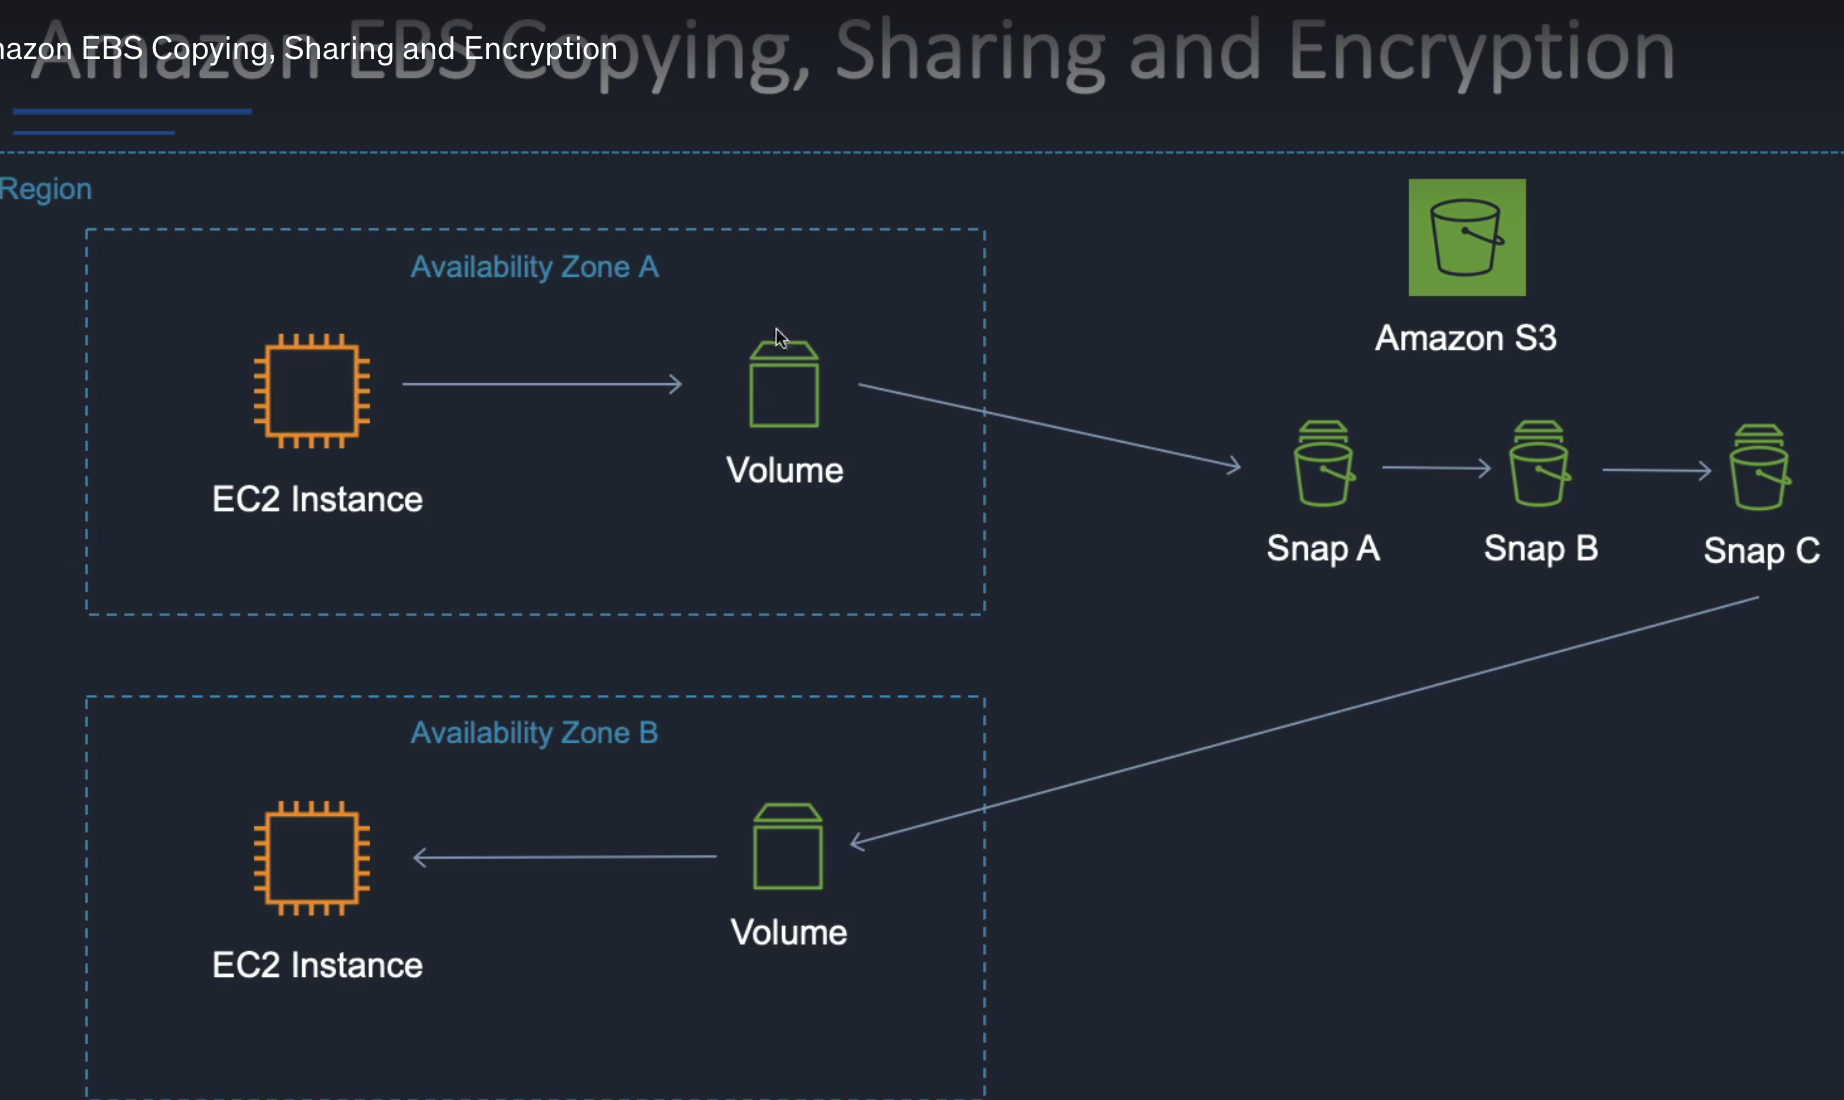 Amazon EBS Copying, Sharing and Encryption
nazon EBS Copying, Sharing and Encryption
Region
Availability Zone A
EC2 Instance
Volume
Amazon S3
Snap A
Snap B
Snap C
Availability Zone B
EC2 Instance
Volume